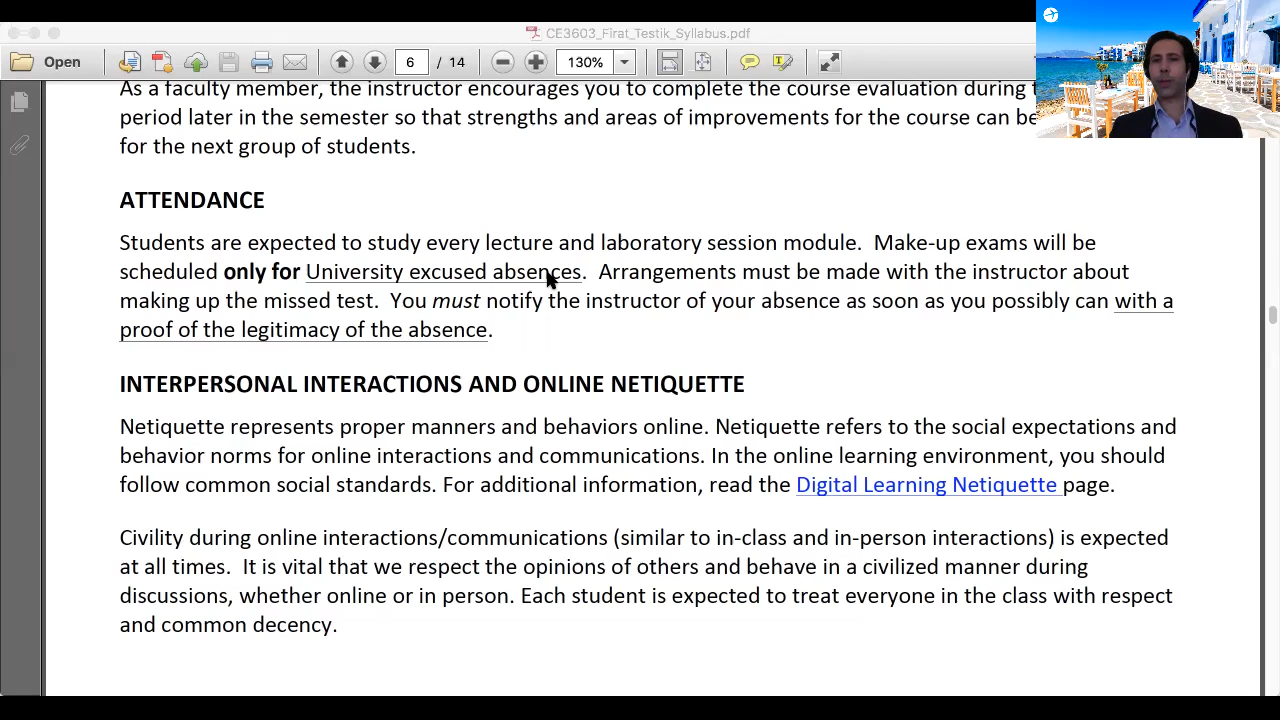 CE3603_Firat_Testik_Syllabus.pdf
Open 6 / 14 130%
As a faculty member, the instructor encourages you to complete the course evaluation during
period later in the semester so that strengths and areas of improvements for the course can be
for the next group of students.
ATTENDANCE
Students are expected to study every lecture and laboratory session module. Make-up exams will be
scheduled only for University excused absences. Arrangements must be made with the instructor about
making up the missed test. You must notify the instructor of your absence as soon as you possibly can with a
proof of the legitimacy of the absence.
INTERPERSONAL INTERACTIONS AND ONLINE NETIQUETTE
Netiquette represents proper manners and behaviors online. Netiquette refers to the social expectations and
behavior norms for online interactions and communications. In the online learning environment, you should
follow common social standards. For additional information, read the Digital Learning Netiquette page.
Civility during online interactions/communications (similar to in-class and in-person interactions) is expected
at all times. It is vital that we respect the opinions of others and behave in a civilized manner during
discussions, whether online or in person. Each student is expected to treat everyone in the class with respect
and common decency.